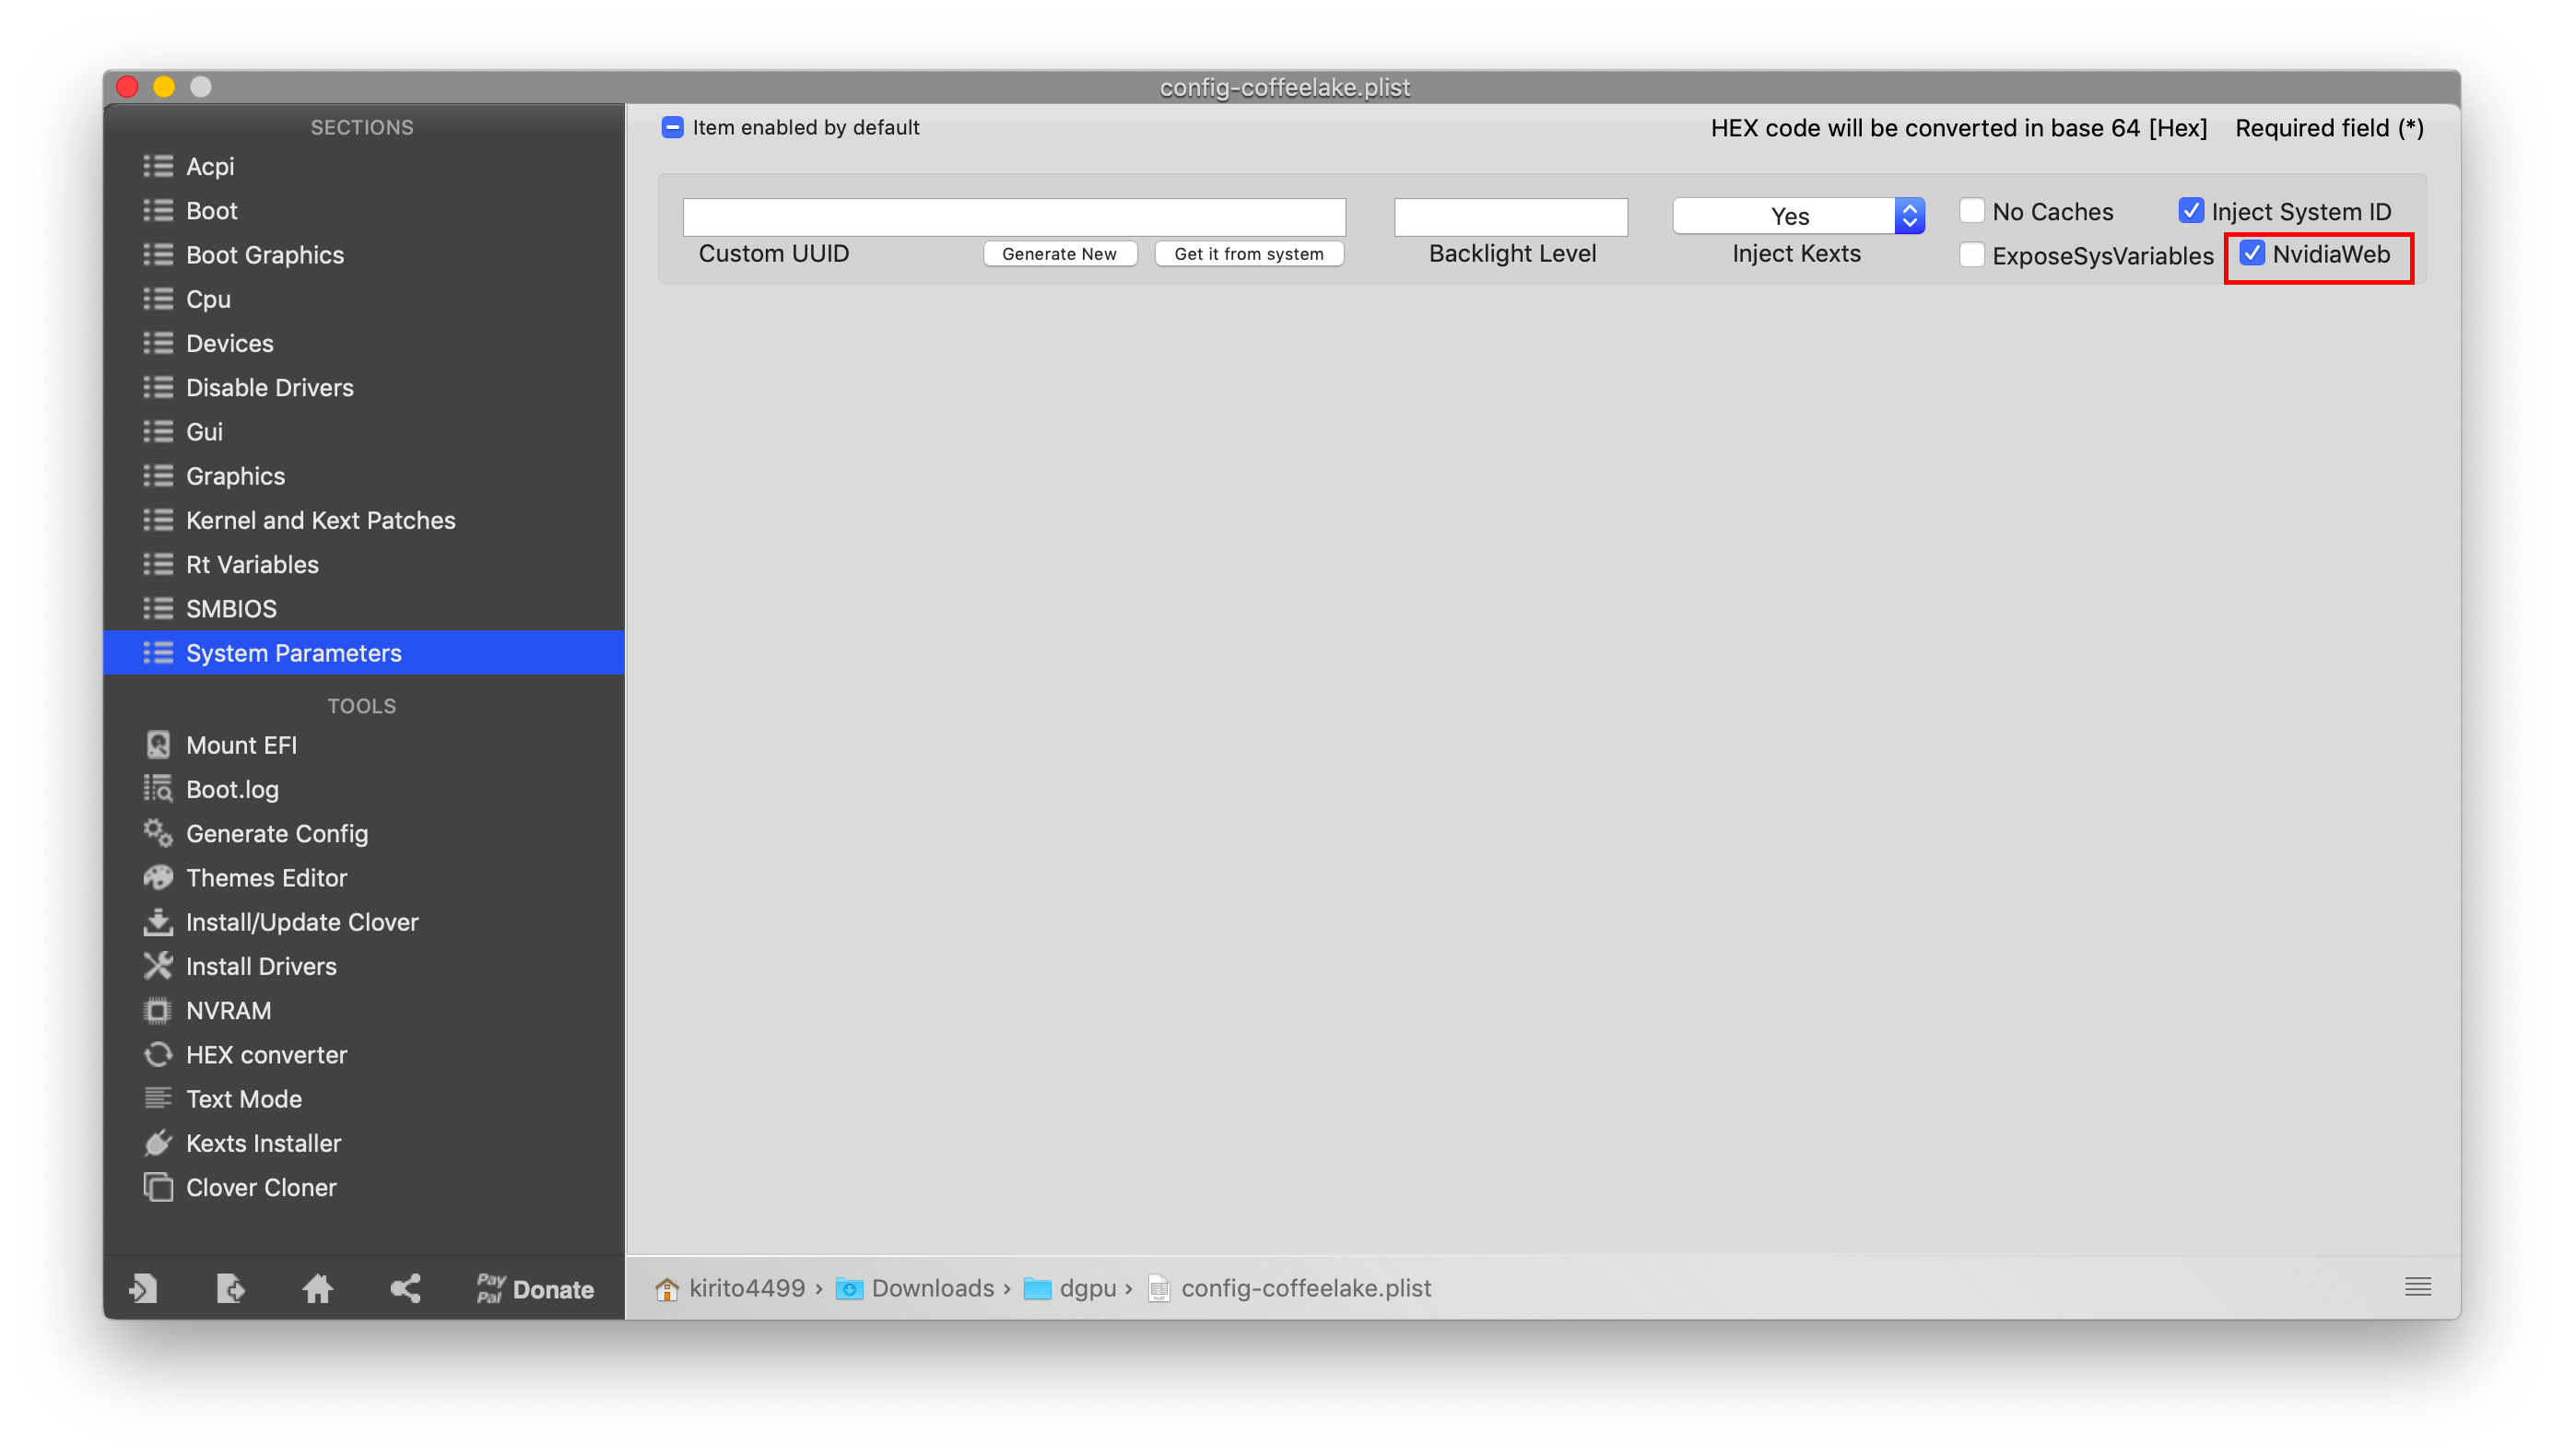 config-coffeelake.plist
SECTIONS
Acpi
Boot
Boot Graphics
Cpu
Devices
Disable Drivers
Gui
Graphics
Kernel and Kext Patches
Rt Variables
SMBIOS
System Parameters
TOOLS
Mount EFI
Boot.log
Generate Config
Themes Editor
Install/Update Clover
Install Drivers
NVRAM
HEX converter
Text Mode
Kexts Installer
Clover Cloner
Pay Pal Donate
Item enabled by default
HEX code will be converted in base 64 [Hex] Required field (*)
Yes
No Caches
Inject System ID
Custom UUID
Generate New
Get it from system
Backlight Level
Inject Kexts
ExposeSysVariables
NvidiaWeb
kirito4499 › Downloads › dgpu › config-coffeelake.plist